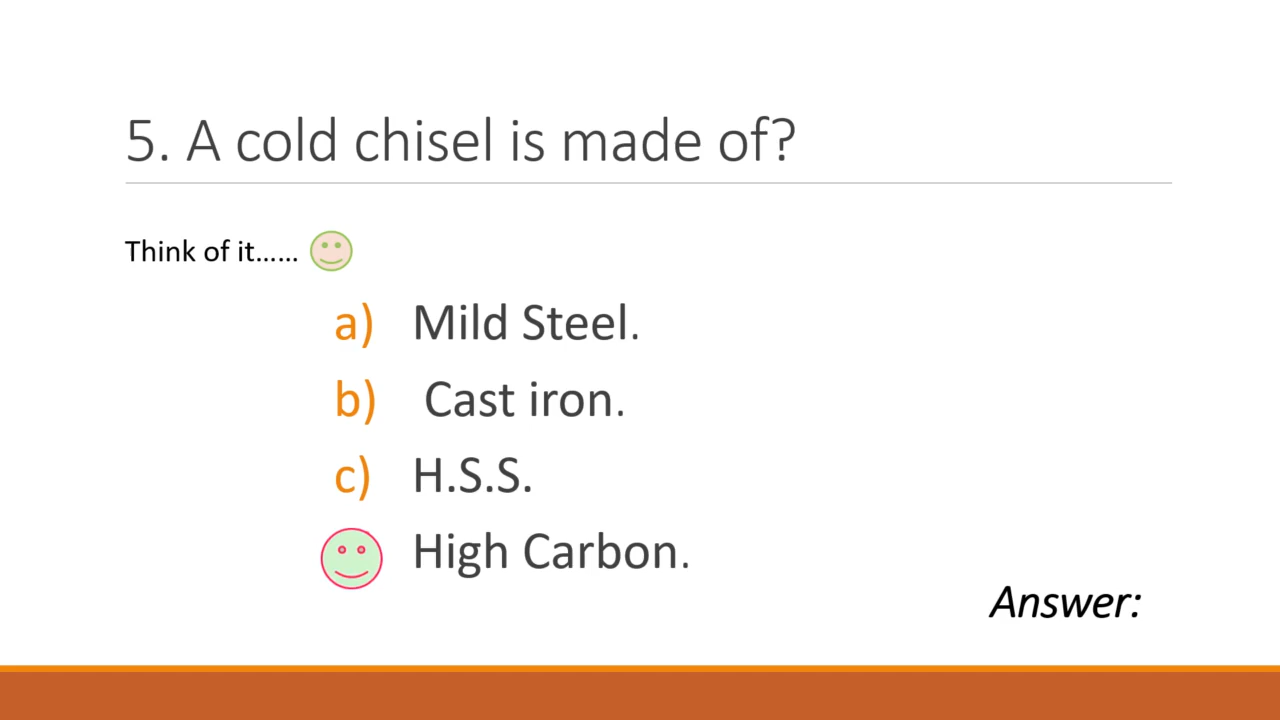 5. A cold chisel is made of?
Think of it......
a) Mild Steel.
b) Cast iron.
c) H.S.S.
High Carbon.
Answer: